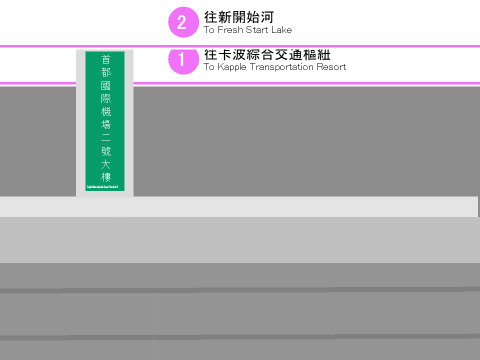 2 往新開始河
To Fresh Start Lake
1 往卡波綜合交通樞紐
To Kapple Transportation Resort
首都國際機場二號大樓